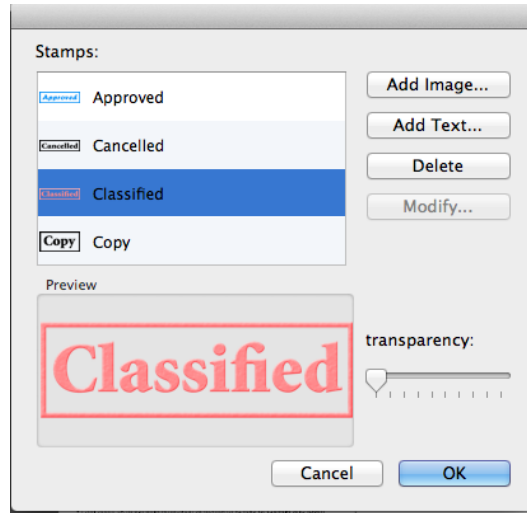 Stamps:
Approved Approved
Cancelled Cancelled
Classified Classified
Copy Copy
Add Image...
Add Text...
Delete
Modify...
Preview
Classified
transparency:
Cancel
OK